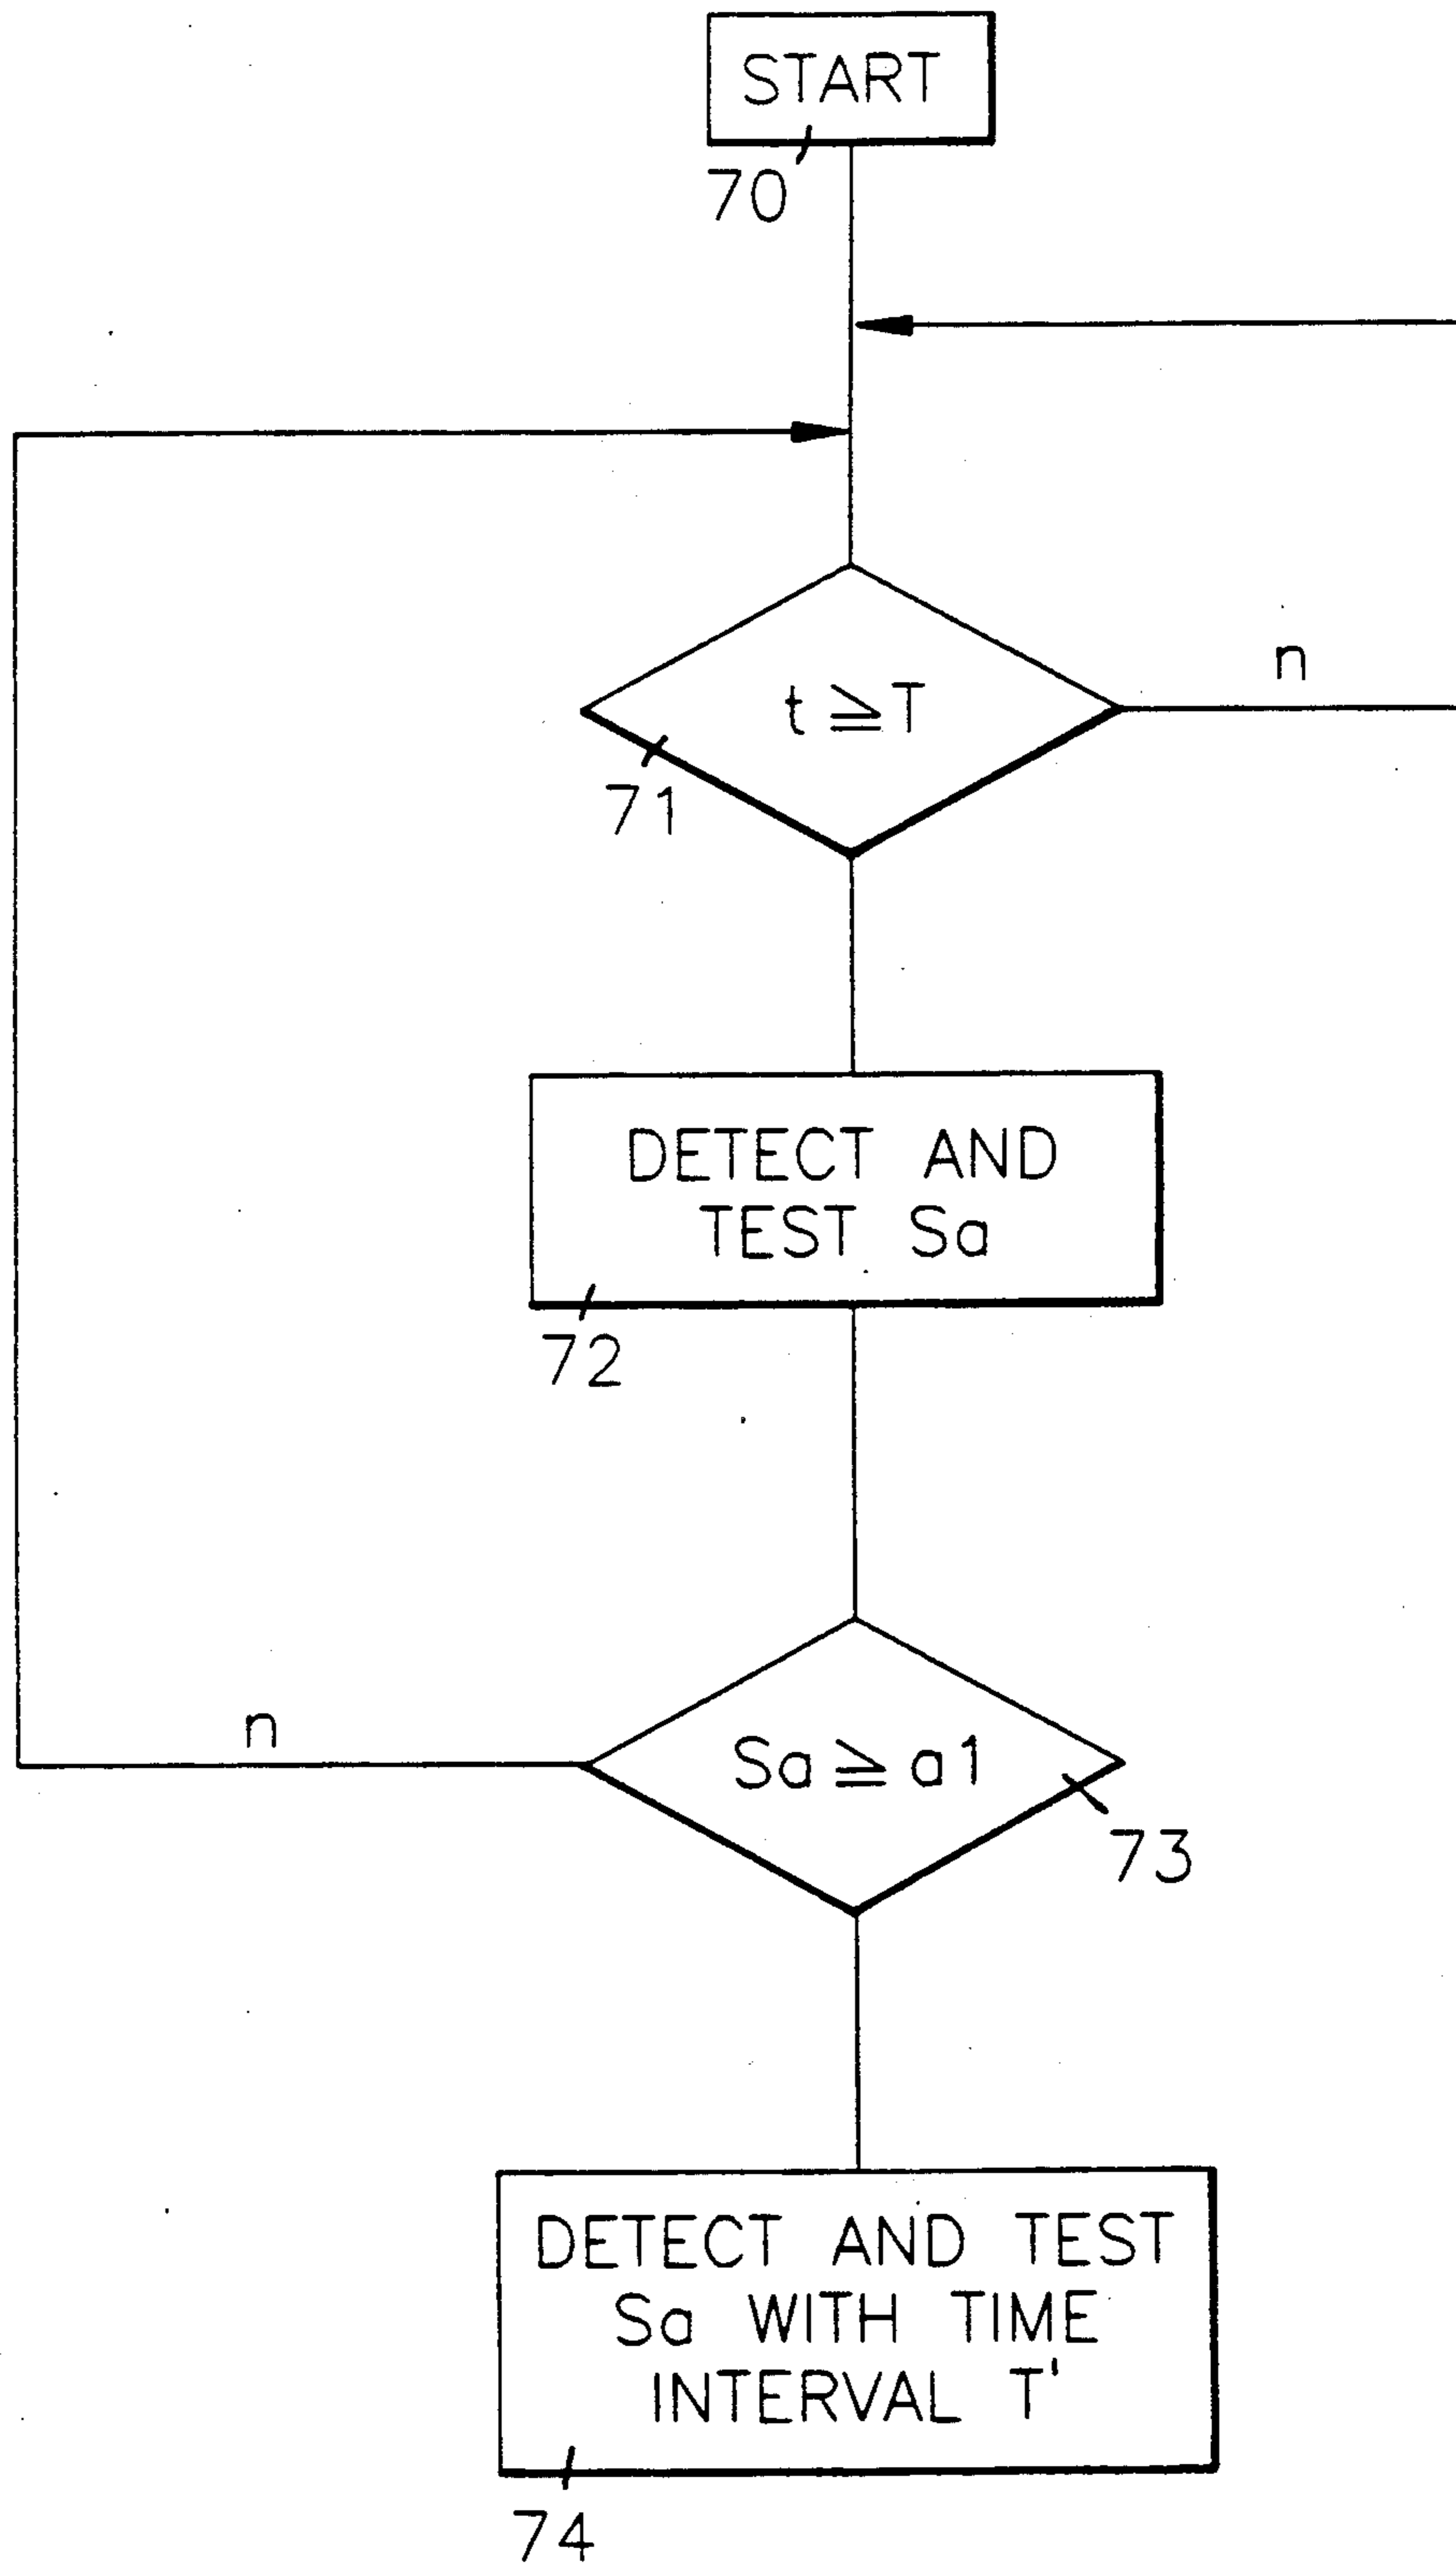 START
70
n
t ≧ T
71
DETECT AND
TEST Sa
72
n
Sa ≧ a1
73
DETECT AND TEST
Sa WITH TIME
INTERVAL T'
74